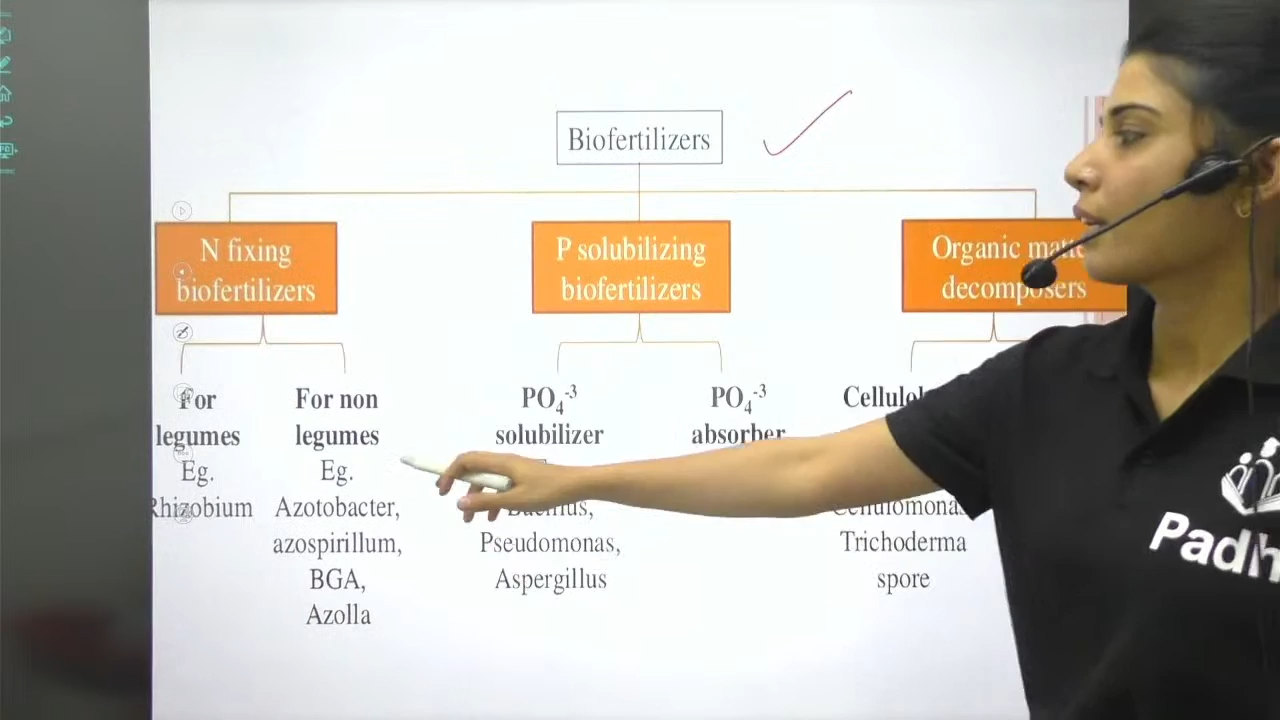 Biofertilizers
N fixing
biofertilizers
P solubilizing
biofertilizers
Organic
decomposers
For
legumes
Eg.
Rhizobium
For non
legumes
Eg.
Azotobacter,
azospirillum,
BGA,
Azolla
PO₄⁻³
solubilizer
Bacillus,
Pseudomonas,
Aspergillus
PO₄⁻³
absorber
Trichoderma
spore